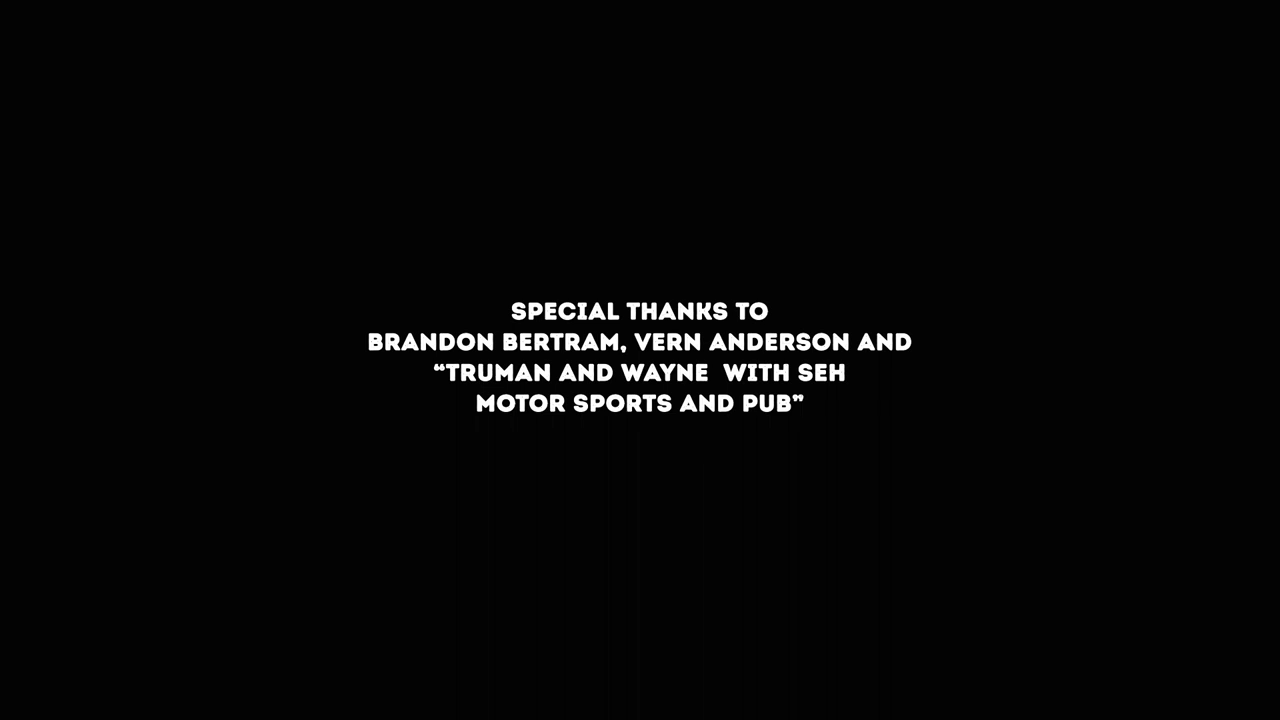 SPECIAL THANKS TO
BRANDON BERTRAM, VERN ANDERSON AND
“TRUMAN AND WAYNE  WITH SEH
MOTOR SPORTS AND PUB”